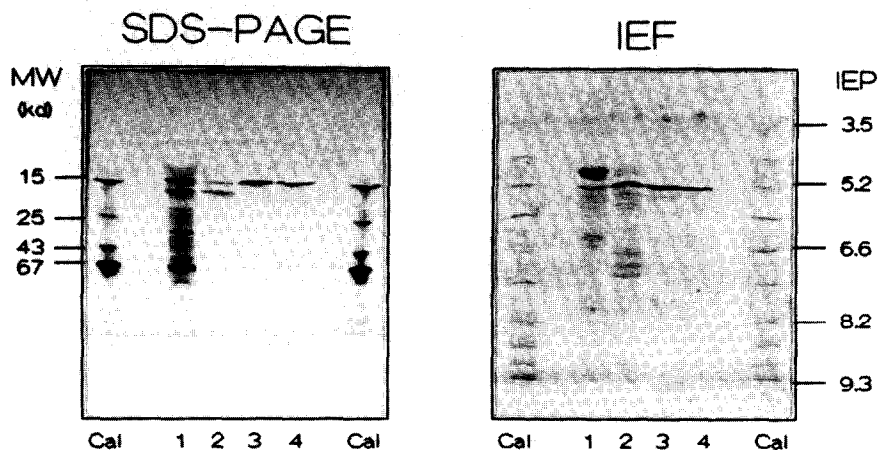 SDS-PAGE
MW
(kd)
15
25
43
67
Cal 1 2 3 4 Cal
IEF
IEP
3.5
5.2
6.6
8.2
9.3
Cal 1 2 3 4 Cal